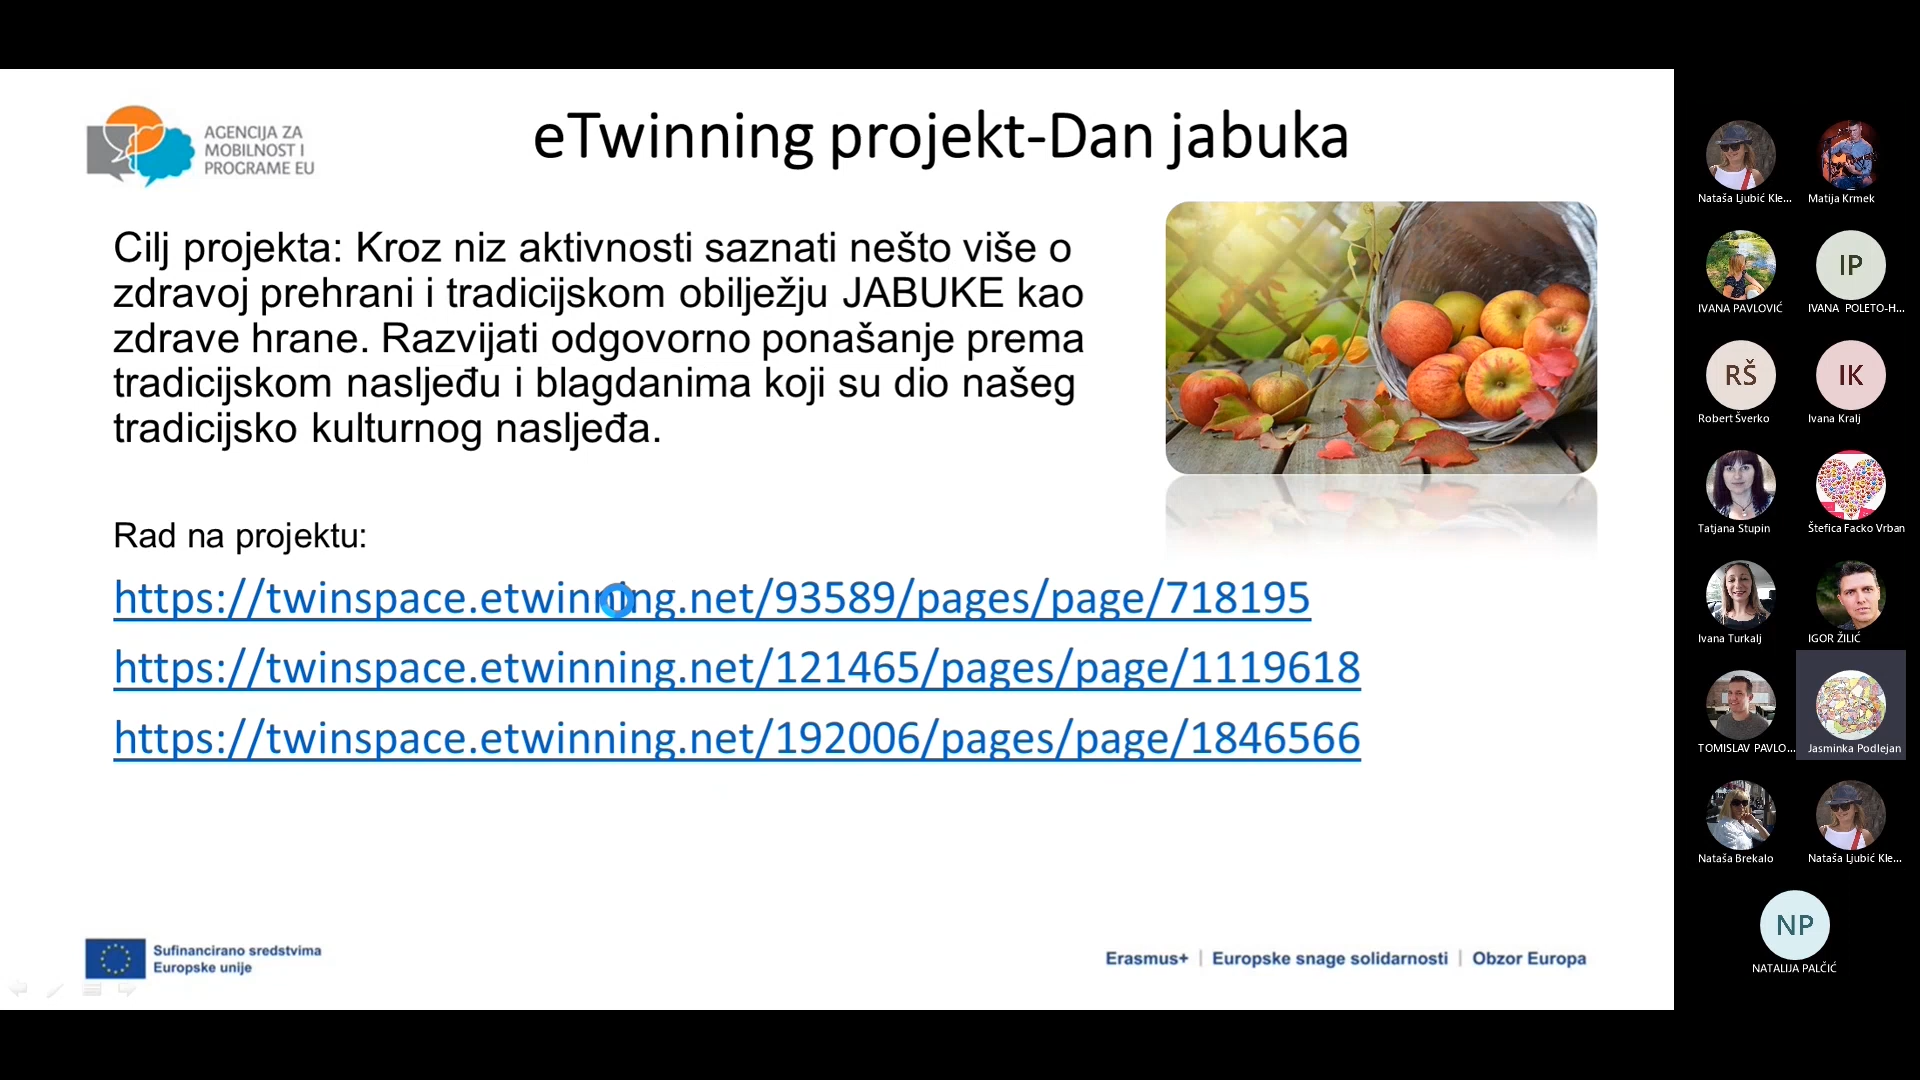 AGENCIJA ZA
MOBILNOST I
PROGRAME EU
eTwinning projekt-Dan jabuka
Cilj projekta: Kroz niz aktivnosti saznati nešto više o
zdravoj prehrani i tradicijskom obilježju JABUKE kao
zdrave hrane. Razvijati odgovorno ponašanje prema
tradicijskom nasljeđu i blagdanima koji su dio našeg
tradicijsko kulturnog nasljeđa.
Rad na projektu:
https://twinspace.etwinning.net/93589/pages/page/718195
https://twinspace.etwinning.net/121465/pages/page/1119618
https://twinspace.etwinning.net/192006/pages/page/1846566
Sufinancirano sredstvima
Europske unije
Erasmus+ | Europske snage solidarnosti | Obzor Europa
Nataša Ljubić Kle...
Matija Krmek
IVANA PAVLOVIĆ
IP
IVANA POLETO-H...
RŠ
Robert Šverko
IK
Ivana Kralj
Tatjana Stupin
Štefica Facko Vrban
Ivana Turkalj
IGOR ŽILIĆ
TOMISLAV PAVLO...
Jasminka Podlejan
Nataša Brekalo
Nataša Ljubić Kle...
NP
NATALIJA PALČIĆ